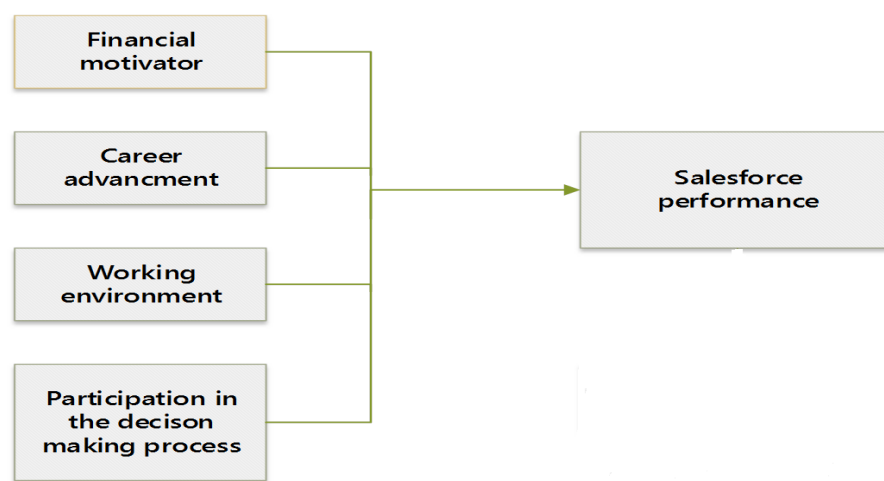 Financial
motivator
Career
advancment
Working
environment
Participation in
the decison
making process
Salesforce
performance